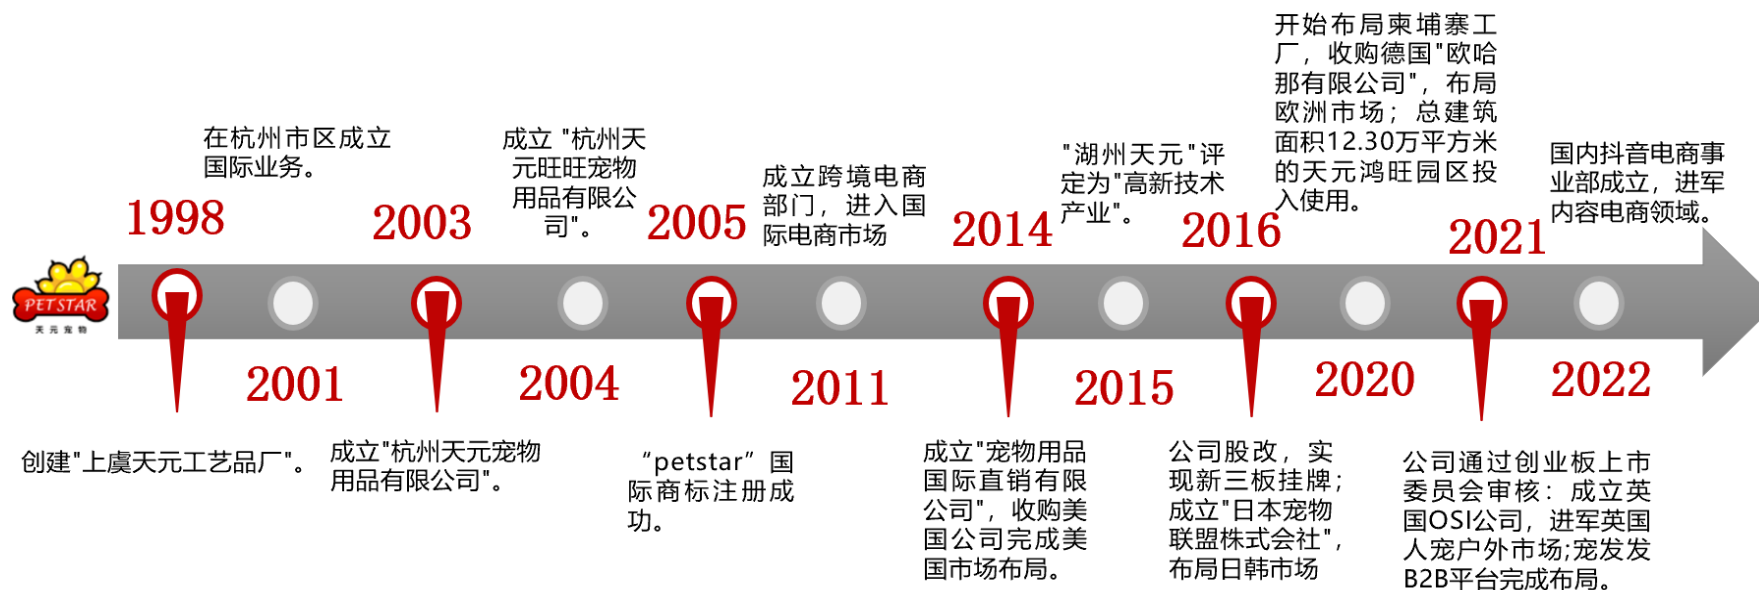 PETSTAR
天元宠物
1998
创建"上虞天元工艺品厂"。
在杭州市区成立
国际业务。
2001
2003
成立"杭州天元宠物
用品有限公司"。
成立 "杭州天
元旺旺宠物
用品有限公
司"。
2004
2005
“petstar”国
际商标注册成
功。
成立跨境电商
部门，进入国
际电商市场
2011
2014
成立"宠物用品
国际直销有限
公司"，收购美
国公司完成美
国市场布局。
"湖州天元"评
定为"高新技术
产业"。
2015
2016
公司股改，实
现新三板挂牌；
成立"日本宠物
联盟株式会社"，
布局日韩市场
开始布局柬埔寨工
厂，收购德国"欧哈
那有限公司"，布局
欧洲市场；总建筑
面积12.30万平方米
的天元鸿旺园区投
入使用。
2020
2021
公司通过创业板上市
委员会审核：成立英
国OSI公司，进军英国
人宠户外市场;宠发发
B2B平台完成布局。
国内抖音电商事
业部成立，进军
内容电商领域。
2022